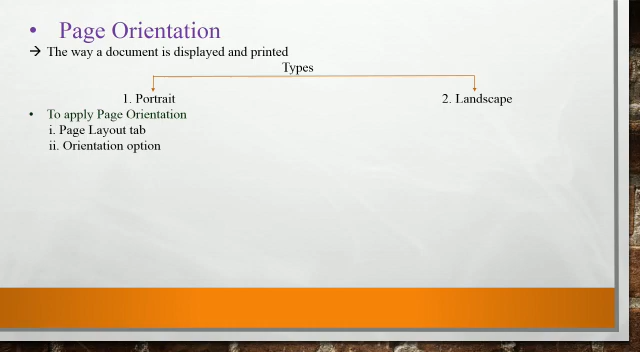 • Page Orientation
→ The way a document is displayed and printed
Types
1. Portrait 2. Landscape
• To apply Page Orientation
i. Page Layout tab
ii. Orientation option